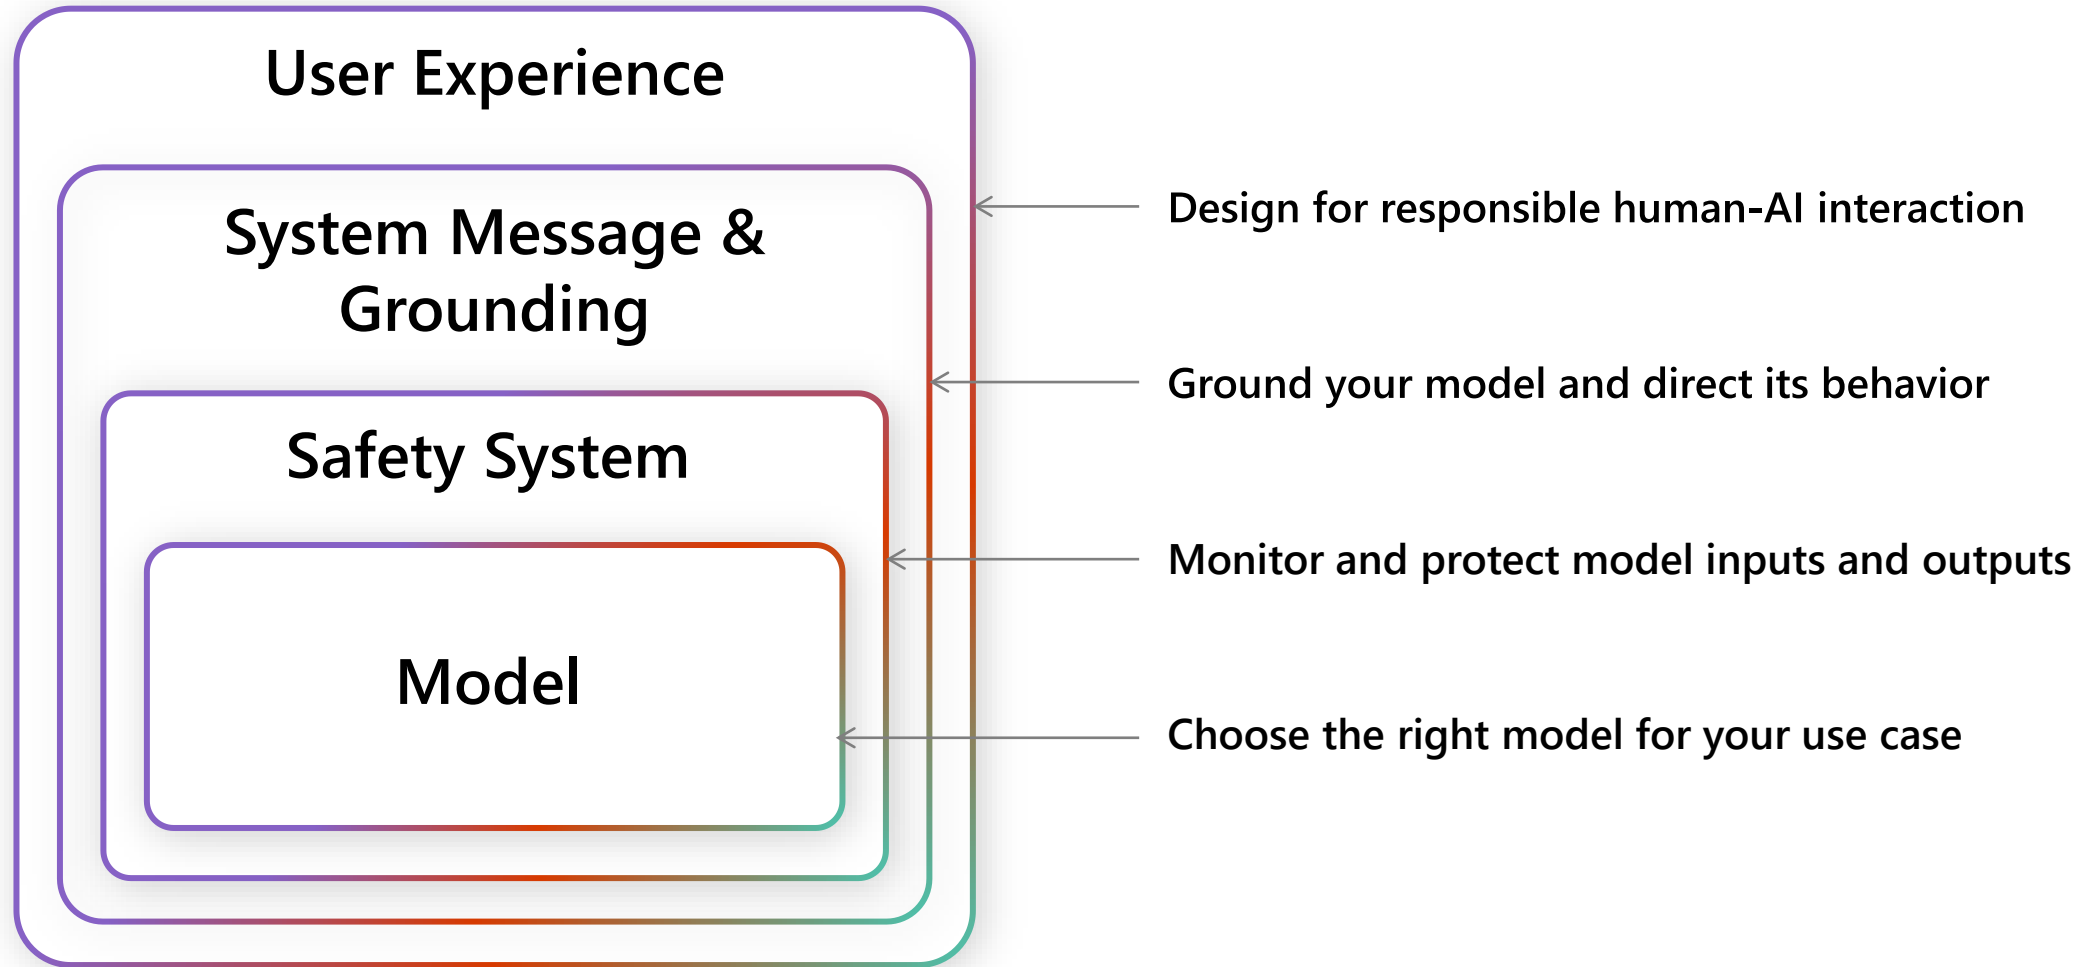 User Experience
System Message &
Grounding
Safety System
Model
Design for responsible human-AI interaction
Ground your model and direct its behavior
Monitor and protect model inputs and outputs
Choose the right model for your use case